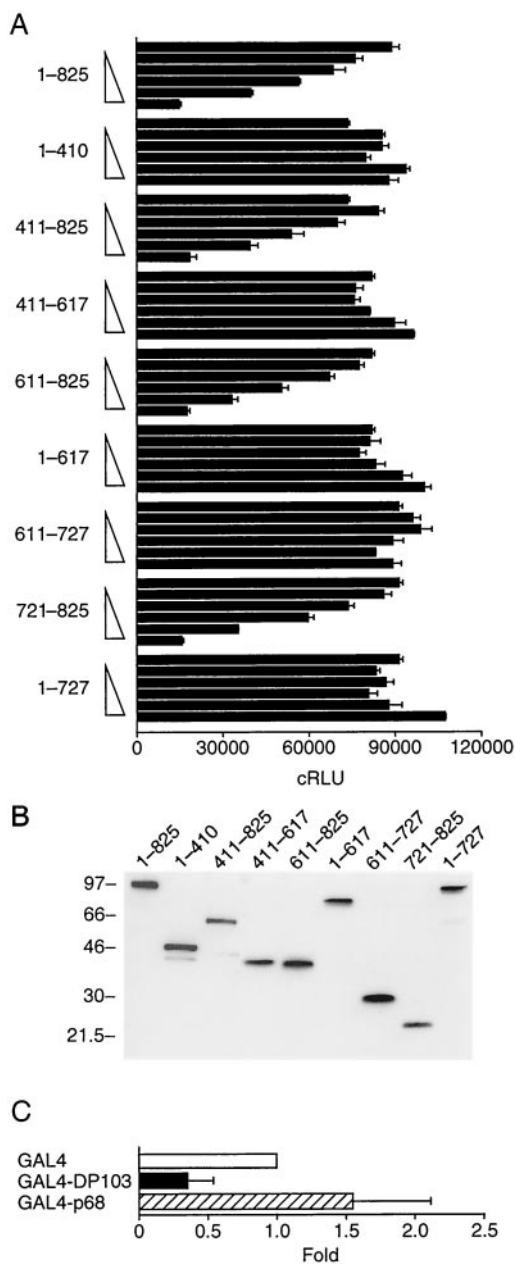 A
1–825
1–410
411–825
411–617
611–825
1–617
611–727
721–825
1–727
0 30000 60000 90000 120000
cRLU
B
1–825 1–410 411–825 411–617 611–825 1–617 611–727 721–825 1–727
97–
66–
46–
30–
21.5–
C
GAL4
GAL4-DP103
GAL4-p68
0 0.5 1.0 1.5 2.0 2.5
Fold